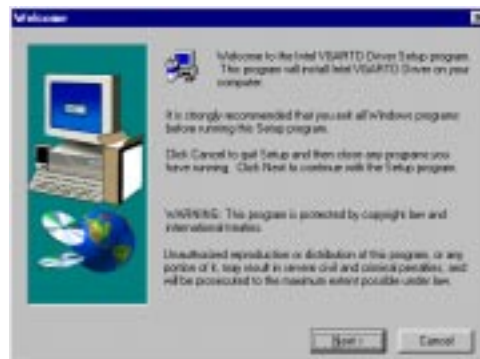 Welcome
Welcome to the Intel VGARTD Driver Setup program.
This program will install Intel VGARTD Driver on your
computer.
It is strongly recommended that you exit all Windows programs
before running this Setup program.
Click Cancel to quit Setup and then close any programs you
have running. Click Next to continue with the Setup program.
WARNING: This program is protected by copyright law and
international treaties.
Unauthorized reproduction or distribution of this program, or any
portion of it, may result in severe civil and criminal penalties, and
will be prosecuted to the maximum extent possible under law.
Next >
Cancel